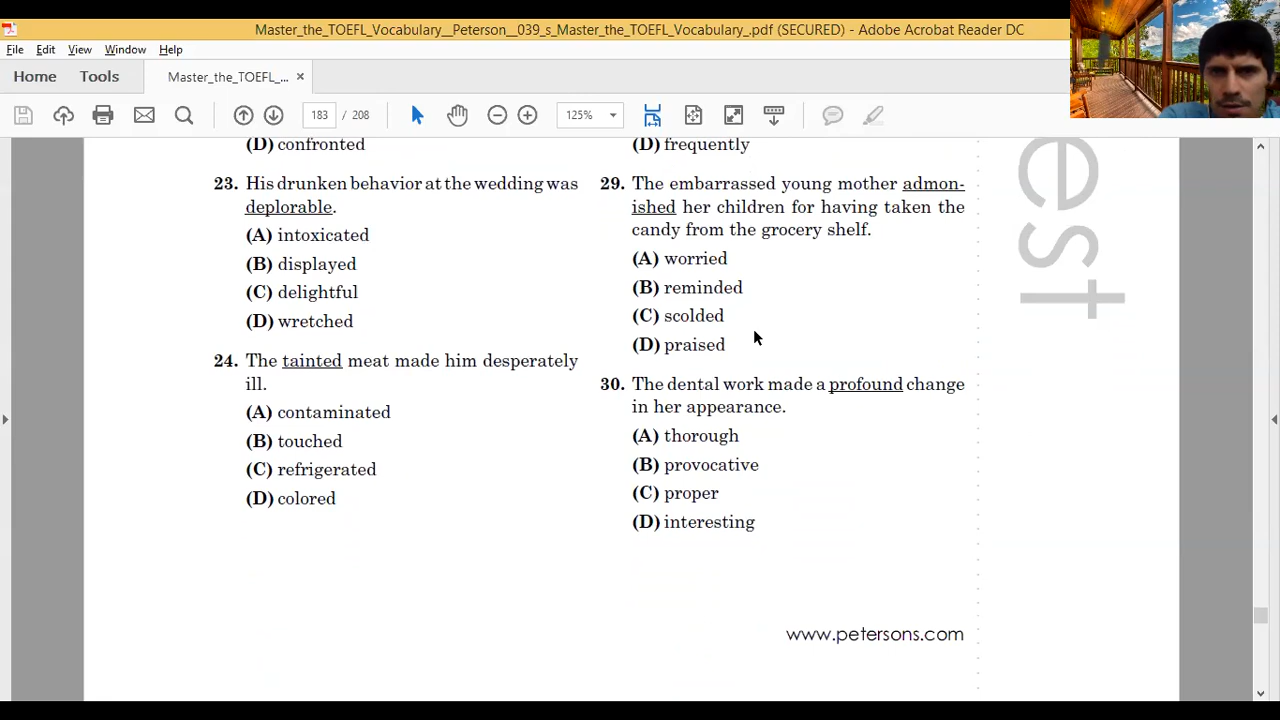 Master_the_TOEFL_Vocabulary__Peterson__039_s_Master_the_TOEFL_Vocabulary_.pdf (SECURED) - Adobe Acrobat Reader DC
File Edit View Window Help
Home Tools Master_the_TOEFL_... ×
183 / 208 125%
(D) confronted
23. His drunken behavior at the wedding was
deplorable.
(A) intoxicated
(B) displayed
(C) delightful
(D) wretched
24. The tainted meat made him desperately
ill.
(A) contaminated
(B) touched
(C) refrigerated
(D) colored
(D) frequently
29. The embarrassed young mother admon-
ished her children for having taken the
candy from the grocery shelf.
(A) worried
(B) reminded
(C) scolded
(D) praised
30. The dental work made a profound change
in her appearance.
(A) thorough
(B) provocative
(C) proper
(D) interesting
www.petersons.com
est